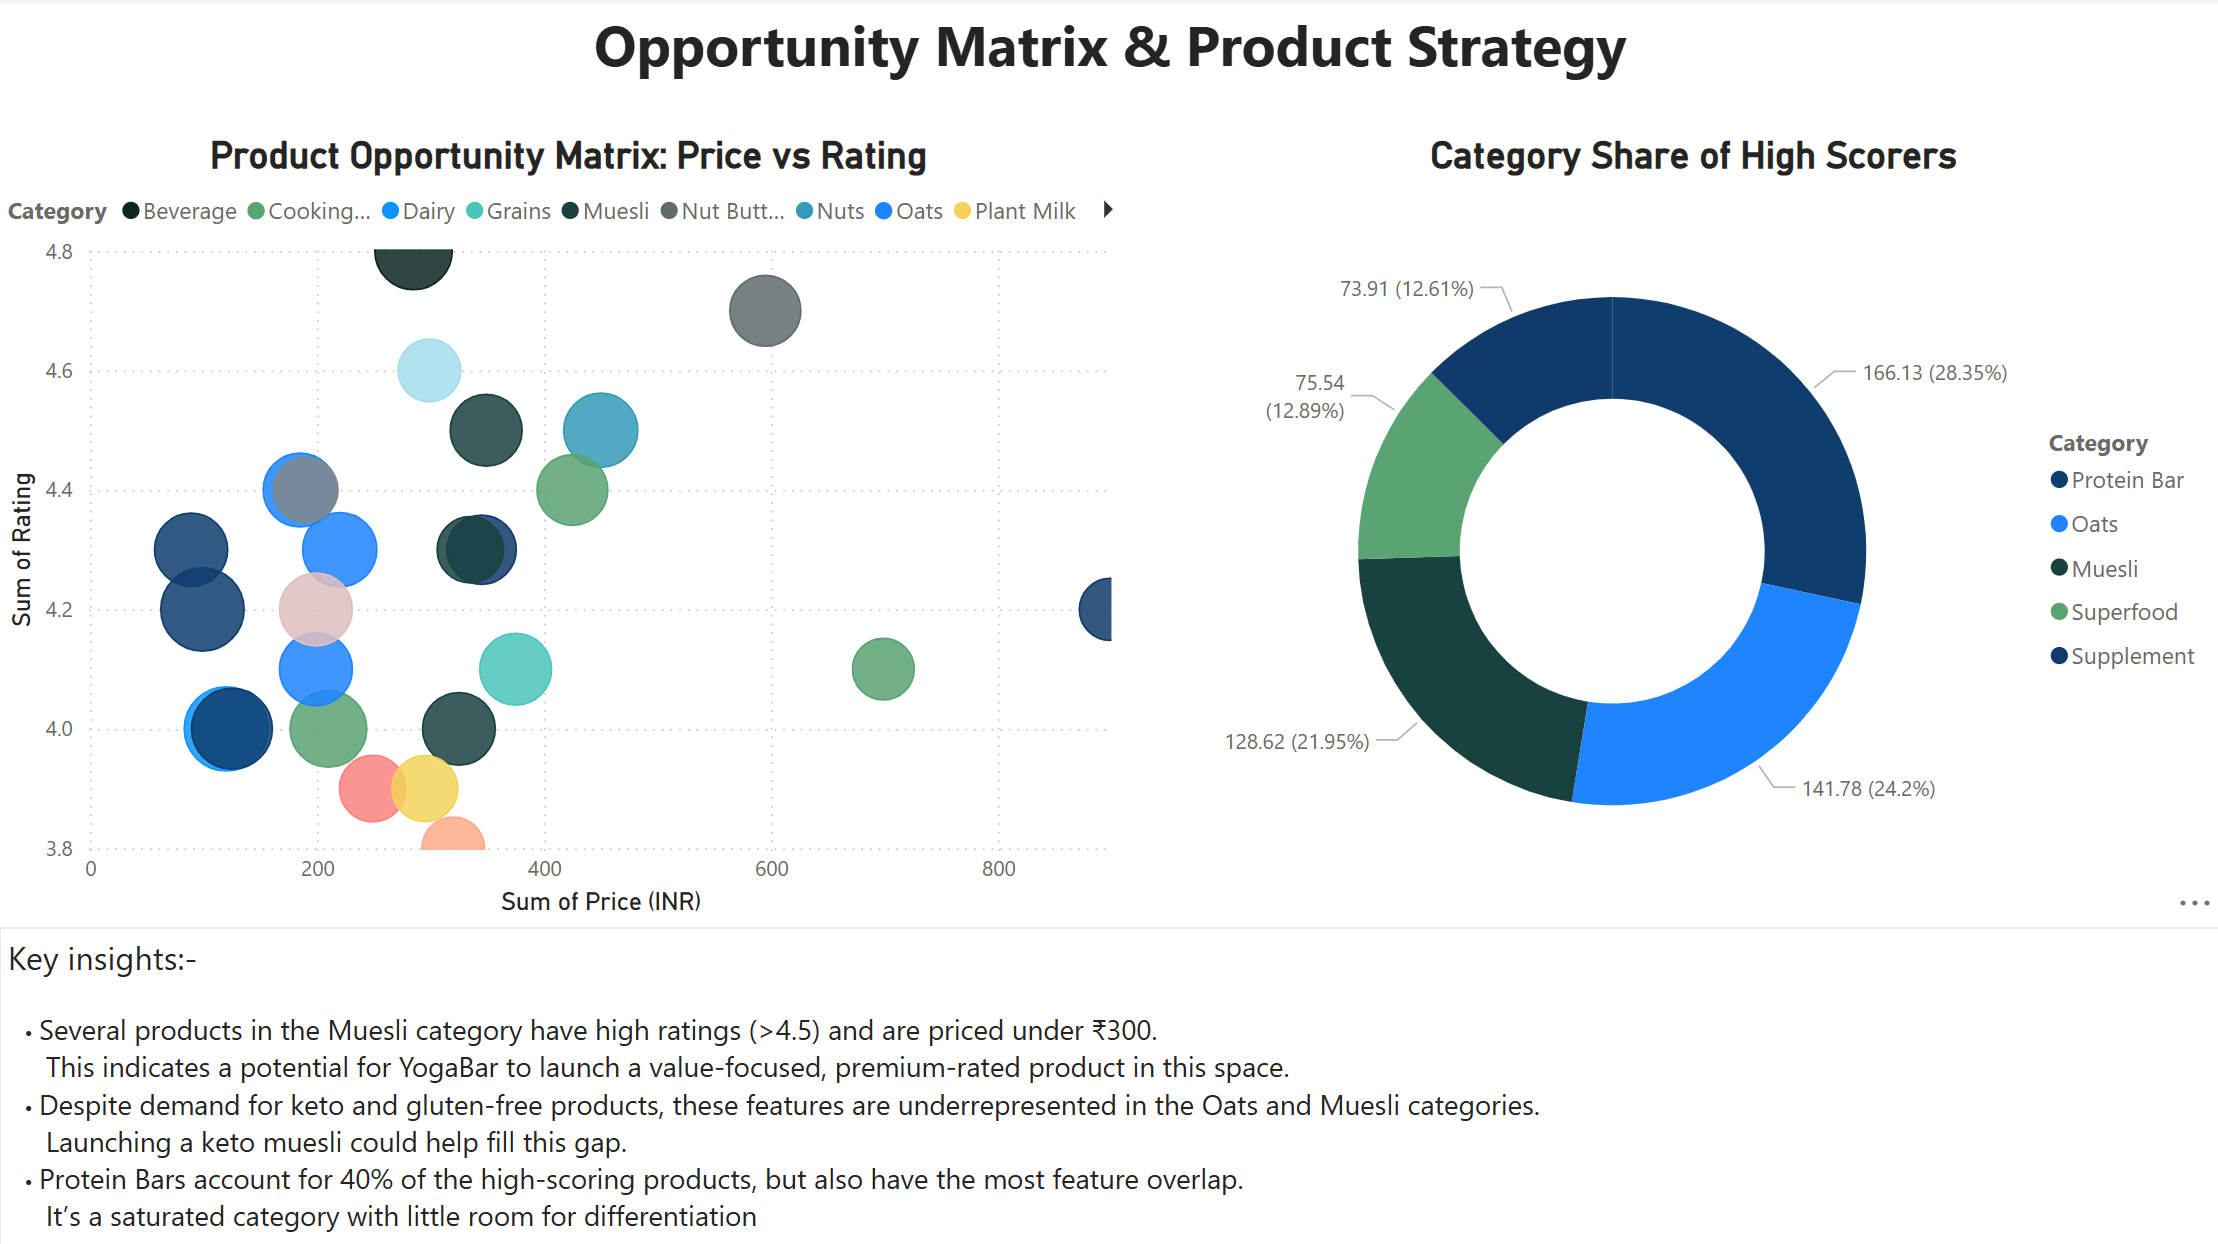 Opportunity Matrix & Product Strategy
Product Opportunity Matrix: Price vs Rating
Category Beverage Cooking... Dairy Grains Muesli Nut Butt... Nuts Oats Plant Milk
4.8
4.6
4.4
4.2
4.0
3.8
Sum of Rating
0 200 400 600 800
Sum of Price (INR)
Category Share of High Scorers
73.91 (12.61%)
166.13 (28.35%)
75.54
(12.89%)
128.62 (21.95%)
141.78 (24.2%)
Category
Protein Bar
Oats
Muesli
Superfood
Supplement
Key insights:-
• Several products in the Muesli category have high ratings (>4.5) and are priced under ₹300.
This indicates a potential for YogaBar to launch a value-focused, premium-rated product in this space.
• Despite demand for keto and gluten-free products, these features are underrepresented in the Oats and Muesli categories.
Launching a keto muesli could help fill this gap.
• Protein Bars account for 40% of the high-scoring products, but also have the most feature overlap.
It’s a saturated category with little room for differentiation